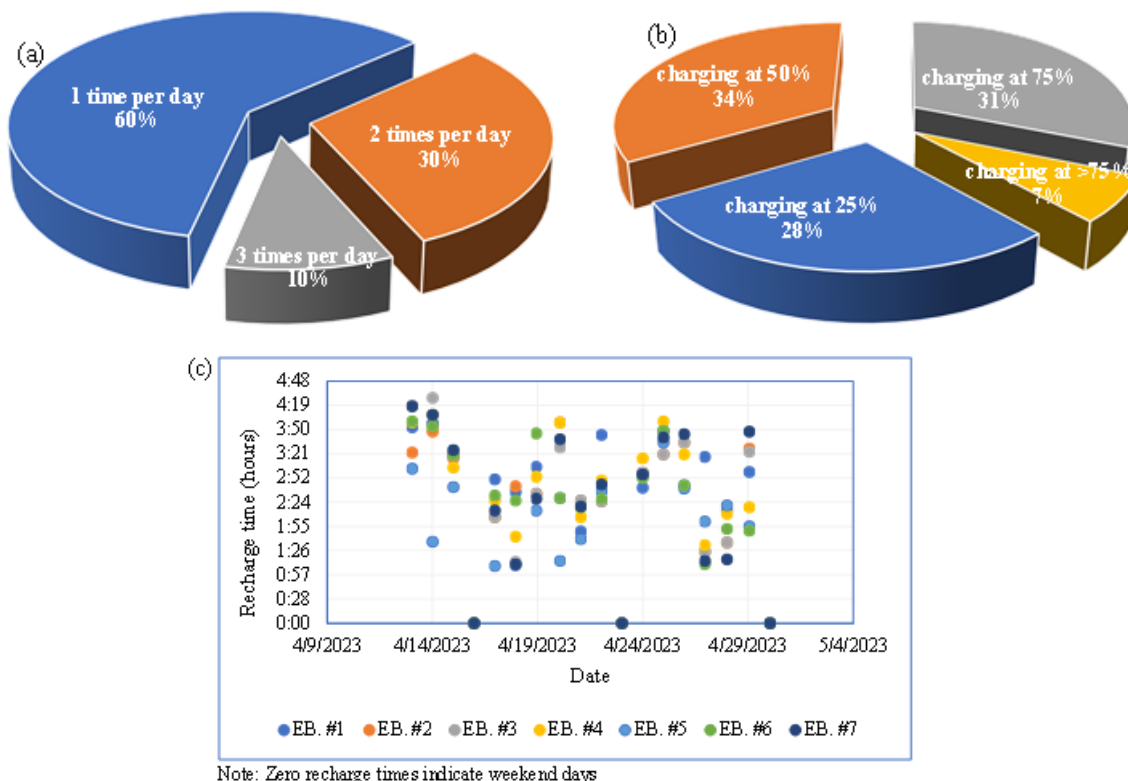 (a)
1 time per day
60%
2 times per day
30%
3 times per day
10%
(b)
charging at 50%
34%
charging at 75%
31%
charging at >75%
7%
charging at 25%
28%
(c)
Recharge time (hours)
4:48
4:19
3:50
3:21
2:52
2:24
1:55
1:26
0:57
0:28
0:00
4/9/2023 4/14/2023 4/19/2023 4/24/2023 4/29/2023 5/4/2023
Date
EB. #1 EB. #2 EB. #3 EB. #4 EB. #5 EB. #6 EB. #7
Note: Zero recharge times indicate weekend days